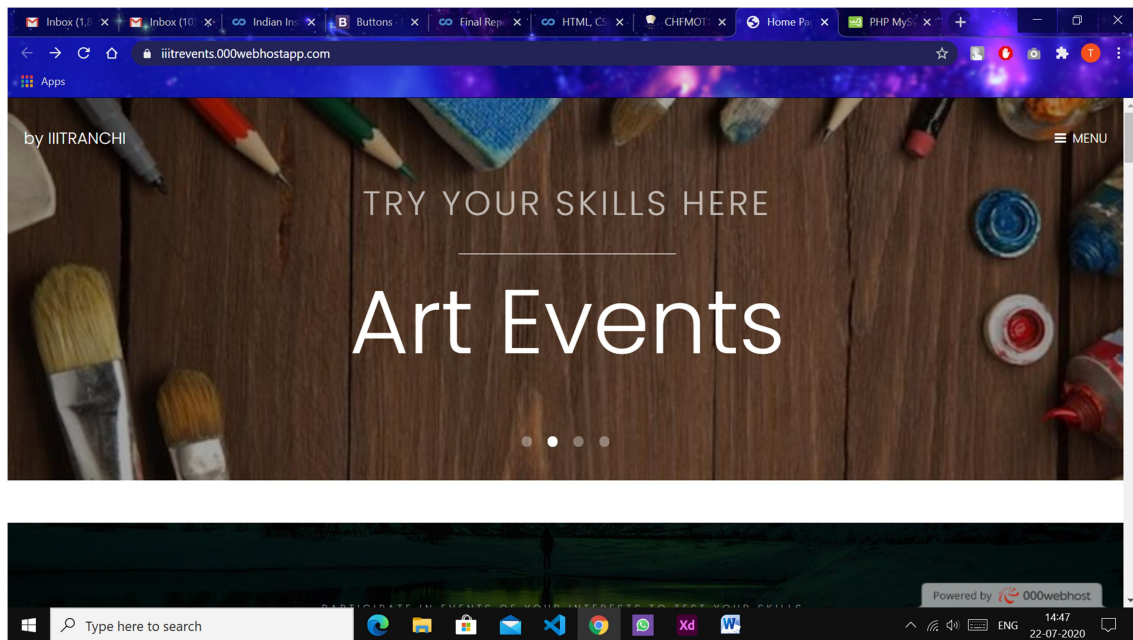 Inbox (1,8
Inbox (10
Indian Ins
B Buttons
Final Repo
HTML, CS
CHFMOT
Home Pa
PHP MyS
iiitrevents.000webhostapp.com
T
Apps
by IIITRANCHI
MENU
TRY YOUR SKILLS HERE
Art Events
PARTICIPATE IN EVENTS OF YOUR INTERESTS TO TEST YOUR SKILLS
Powered by 000webhost
Type here to search
Xd
W
ENG
14:47
22-07-2020